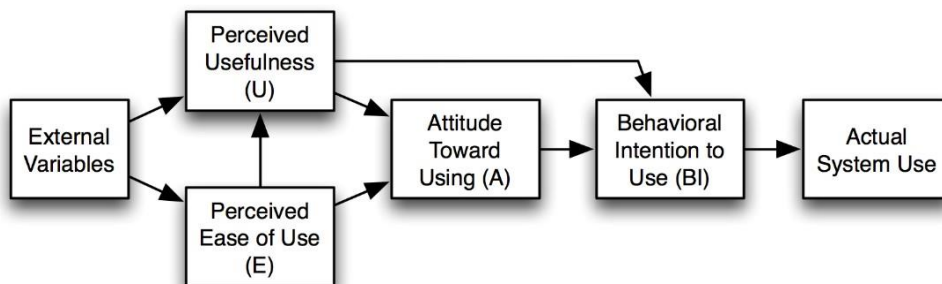 External
Variables
Perceived
Usefulness
(U)
Perceived
Ease of Use
(E)
Attitude
Toward
Using (A)
Behavioral
Intention to
Use (BI)
Actual
System Use